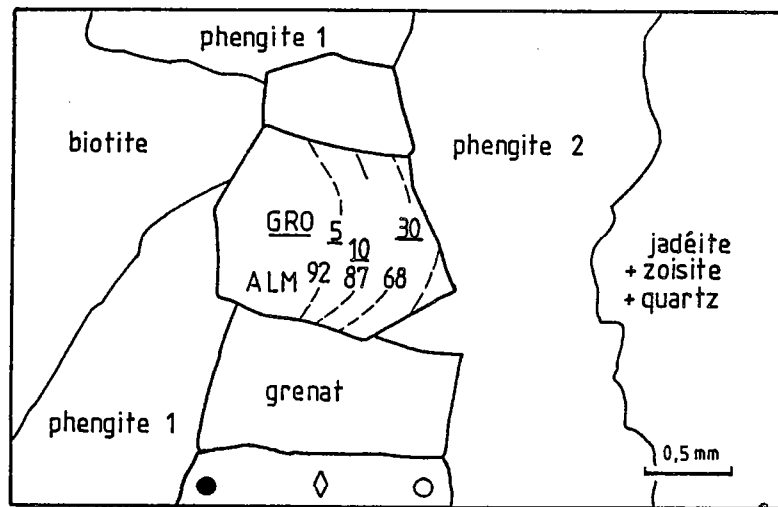 phengite 1
biotite
phengite 2
GRO 5 10 30
ALM 92 87 68
jadéite
+ zoisite
+ quartz
grenat
phengite 1
0,5 mm